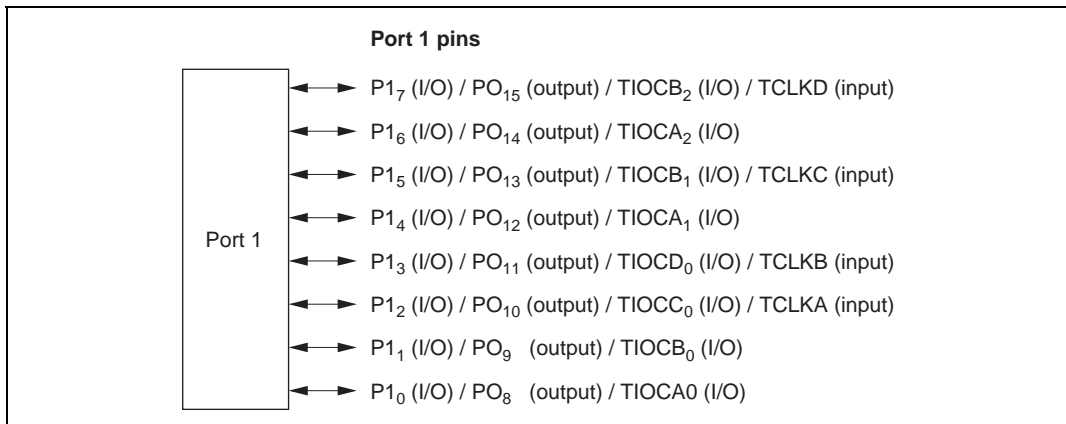 Port 1 pins
P1₇ (I/O) / PO₁₅ (output) / TIOCB₂ (I/O) / TCLKD (input)
P1₆ (I/O) / PO₁₄ (output) / TIOCA₂ (I/O)
P1₅ (I/O) / PO₁₃ (output) / TIOCB₁ (I/O) / TCLKC (input)
P1₄ (I/O) / PO₁₂ (output) / TIOCA₁ (I/O)
Port 1
P1₃ (I/O) / PO₁₁ (output) / TIOCD₀ (I/O) / TCLKB (input)
P1₂ (I/O) / PO₁₀ (output) / TIOCC₀ (I/O) / TCLKA (input)
P1₁ (I/O) / PO₉ (output) / TIOCB₀ (I/O)
P1₀ (I/O) / PO₈ (output) / TIOCA0 (I/O)